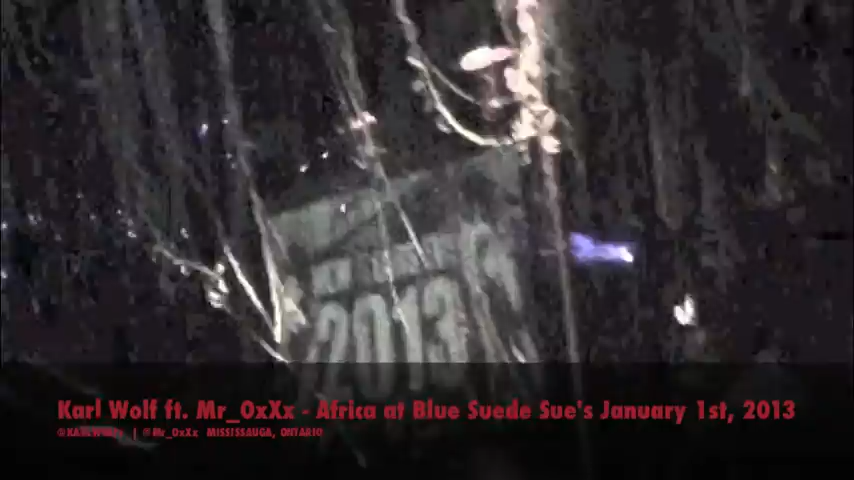 2013
Karl Wolf ft. Mr_OxXx - Africa at Blue Suede Sue's January 1st, 2013
| @Mr_OxXx MISSISSAUGA, ONTARIO